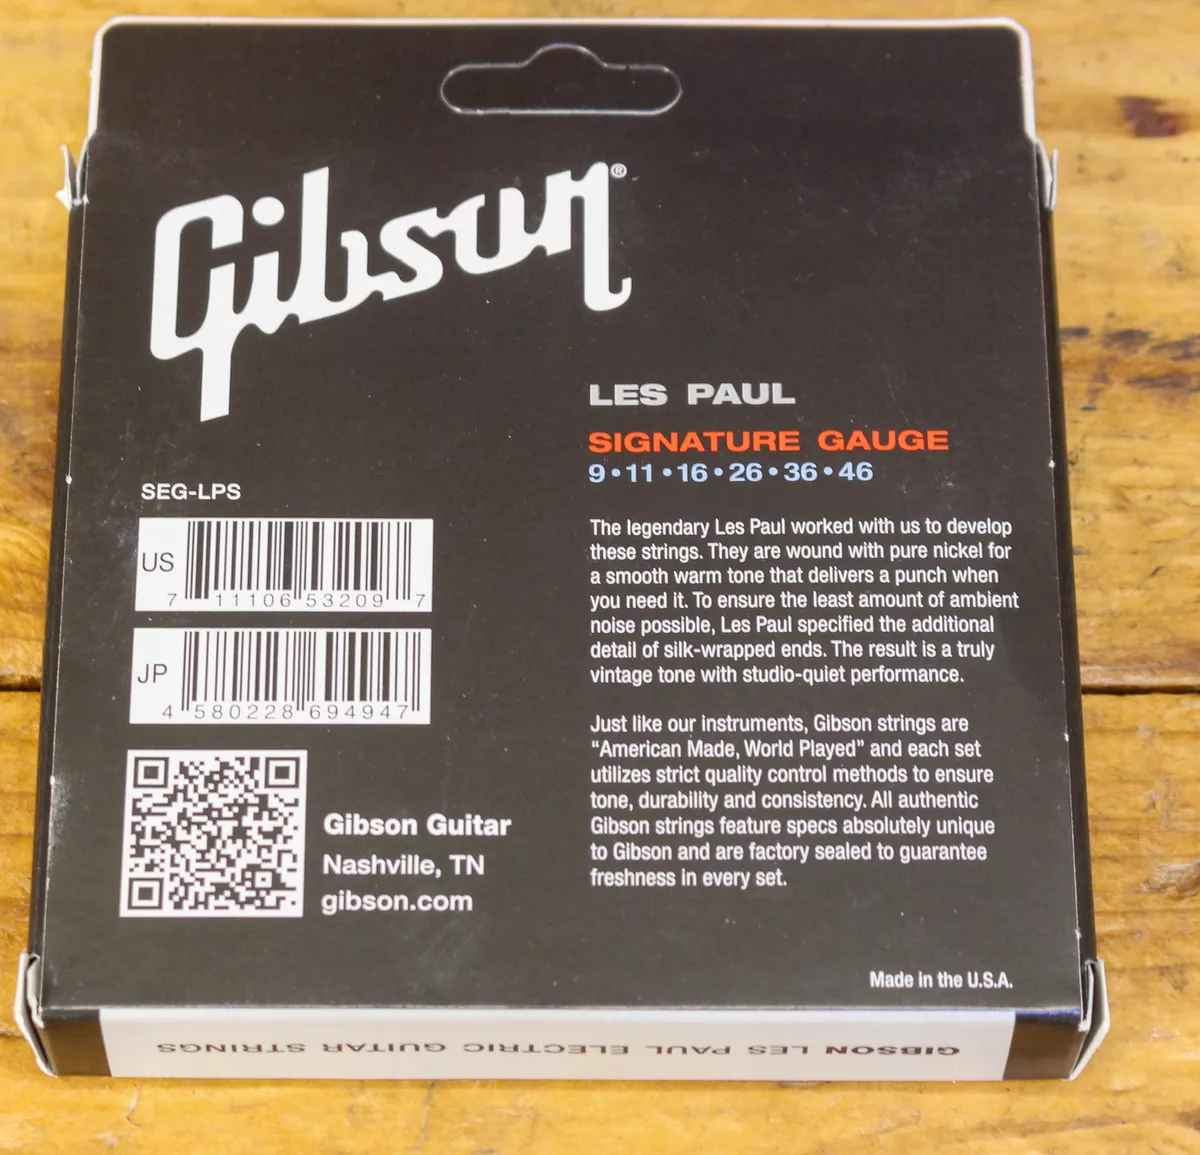 Gibson®
LES PAUL
SIGNATURE GAUGE
9•11•16•26•36•46
SEG-LPS
US
7 11106 53209 7
JP
4 580228 694947
Gibson Guitar
Nashville, TN
gibson.com
The legendary Les Paul worked with us to develop
these strings. They are wound with pure nickel for
a smooth warm tone that delivers a punch when
you need it. To ensure the least amount of ambient
noise possible, Les Paul specified the additional
detail of silk-wrapped ends. The result is a truly
vintage tone with studio-quiet performance.
Just like our instruments, Gibson strings are
“American Made, World Played” and each set
utilizes strict quality control methods to ensure
tone, durability and consistency. All authentic
Gibson strings feature specs absolutely unique
to Gibson and are factory sealed to guarantee
freshness in every set.
Made in the U.S.A.
GIBSON LES PAUL ELECTRIC GUITAR STRINGS